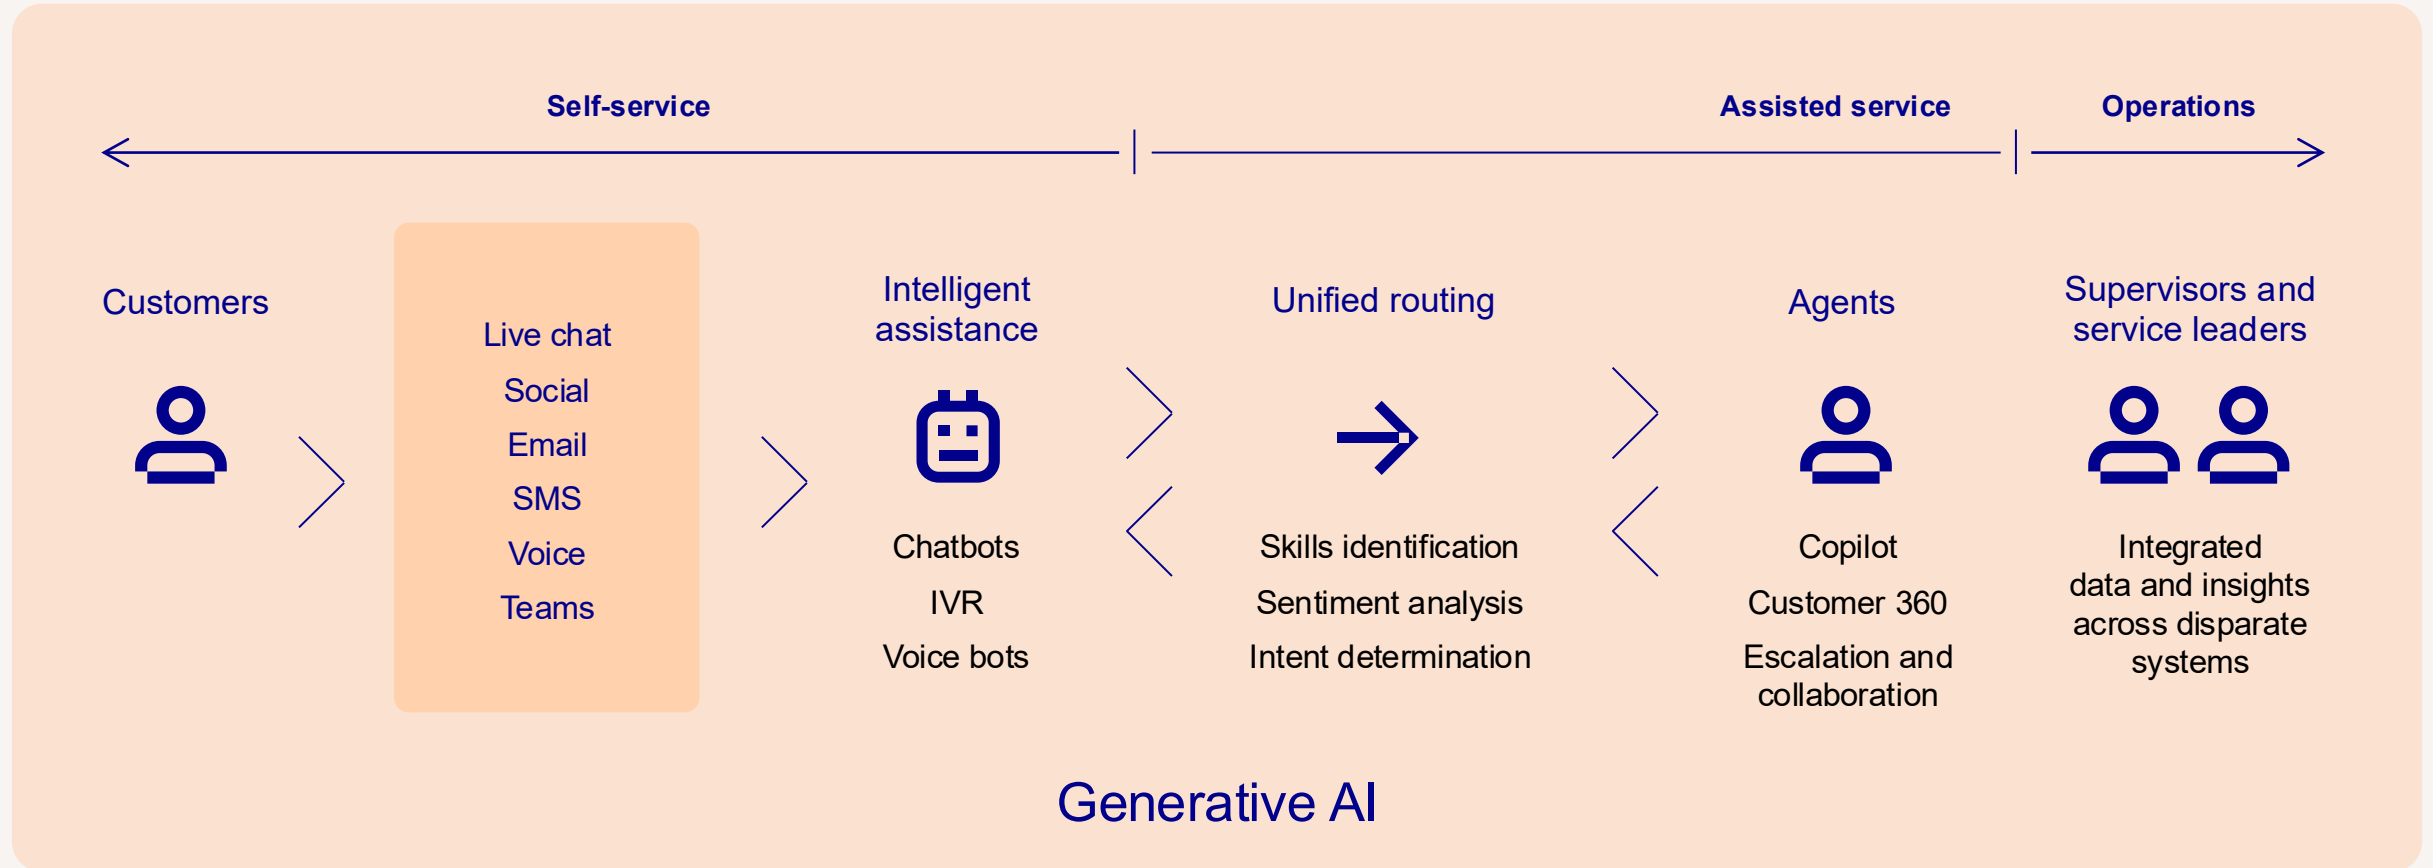 Self-service
Assisted service
Operations
Customers
Live chat
Social
Email
SMS
Voice
Teams
Intelligent
assistance
Chatbots
IVR
Voice bots
Unified routing
Skills identification
Sentiment analysis
Intent determination
Agents
Copilot
Customer 360
Escalation and
collaboration
Supervisors and
service leaders
Integrated
data and insights
across disparate
systems
Generative AI